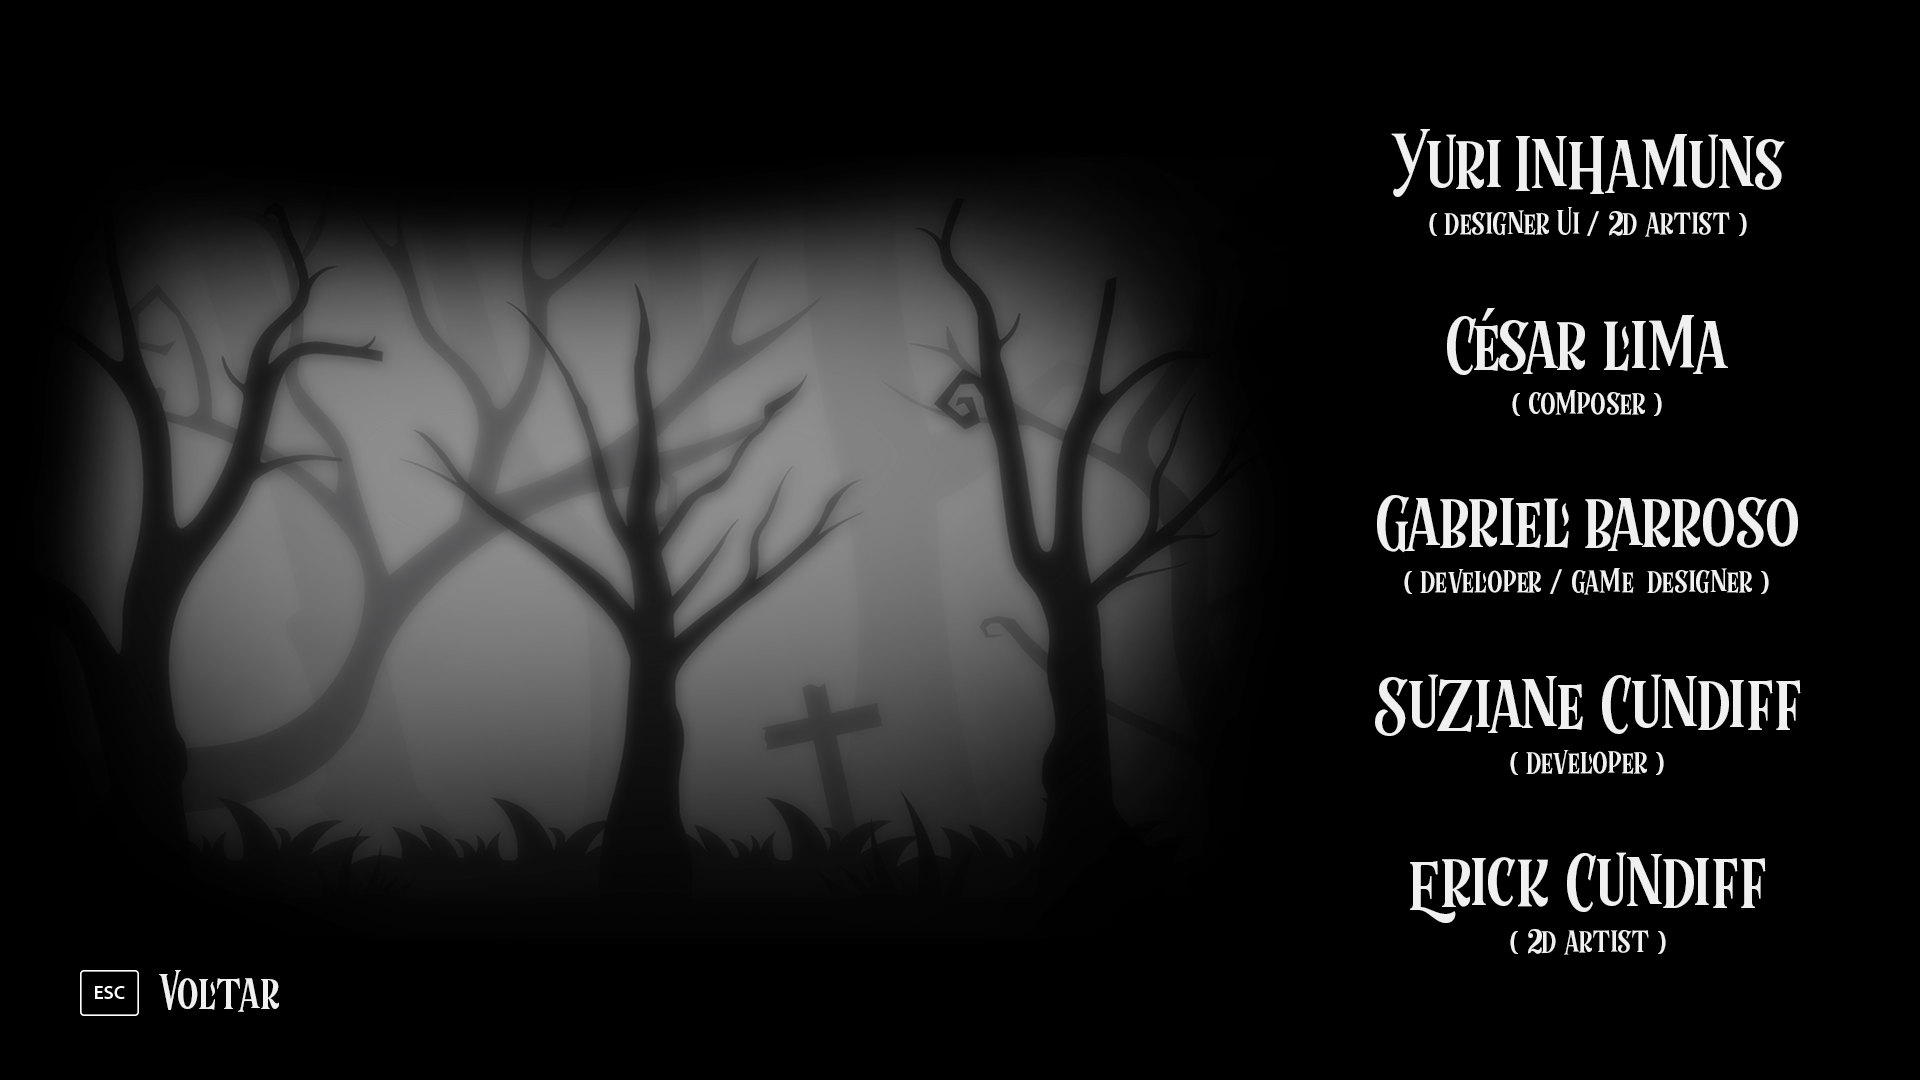 Yuri Inhamuns
( Designer UI / 2D Artist )
César Lima
( Composer )
Gabriel Barroso
( Developer / Game Designer )
Suziane Cundiff
( Developer )
Erick Cundiff
( 2D Artist )
ESC Voltar